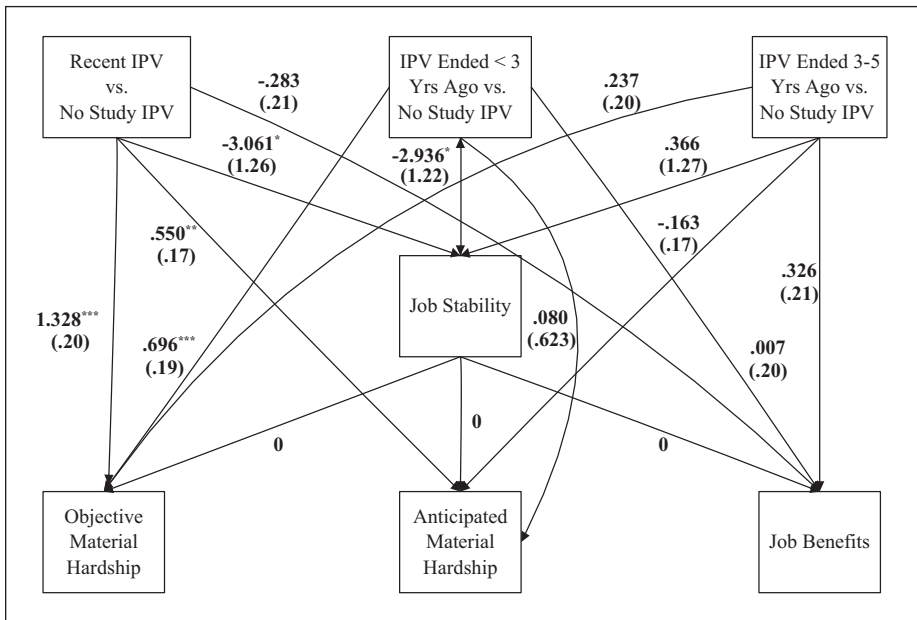 Recent IPV
vs.
No Study IPV
IPV Ended < 3
Yrs Ago vs.
No Study IPV
IPV Ended 3-5
Yrs Ago vs.
No Study IPV
-.283
(.21)
.237
(.20)
-3.061*
(1.26)
-2.936*
(1.22)
.366
(1.27)
.550**
(.17)
-.163
(.17)
Job Stability
.326
(.21)
1.328***
(.20)
.696***
(.19)
.080
(.623)
.007
(.20)
0
0
0
Objective
Material
Hardship
Anticipated
Material
Hardship
Job Benefits